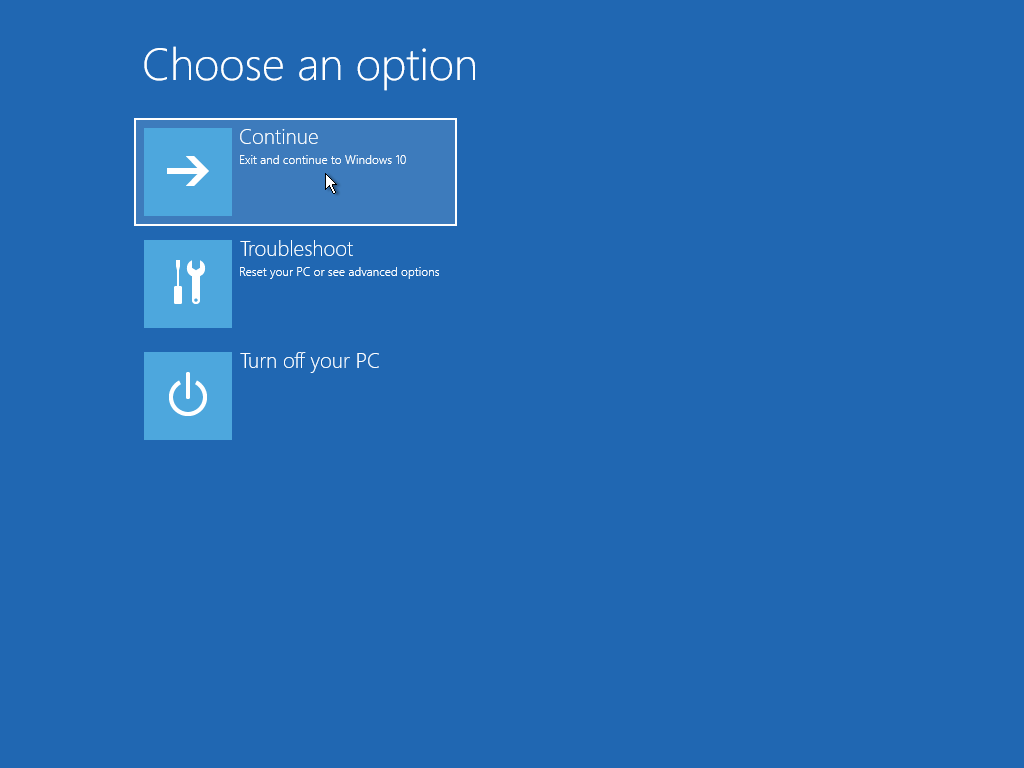 Choose an option
Continue
Exit and continue to Windows 10
Troubleshoot
Reset your PC or see advanced options
Turn off your PC